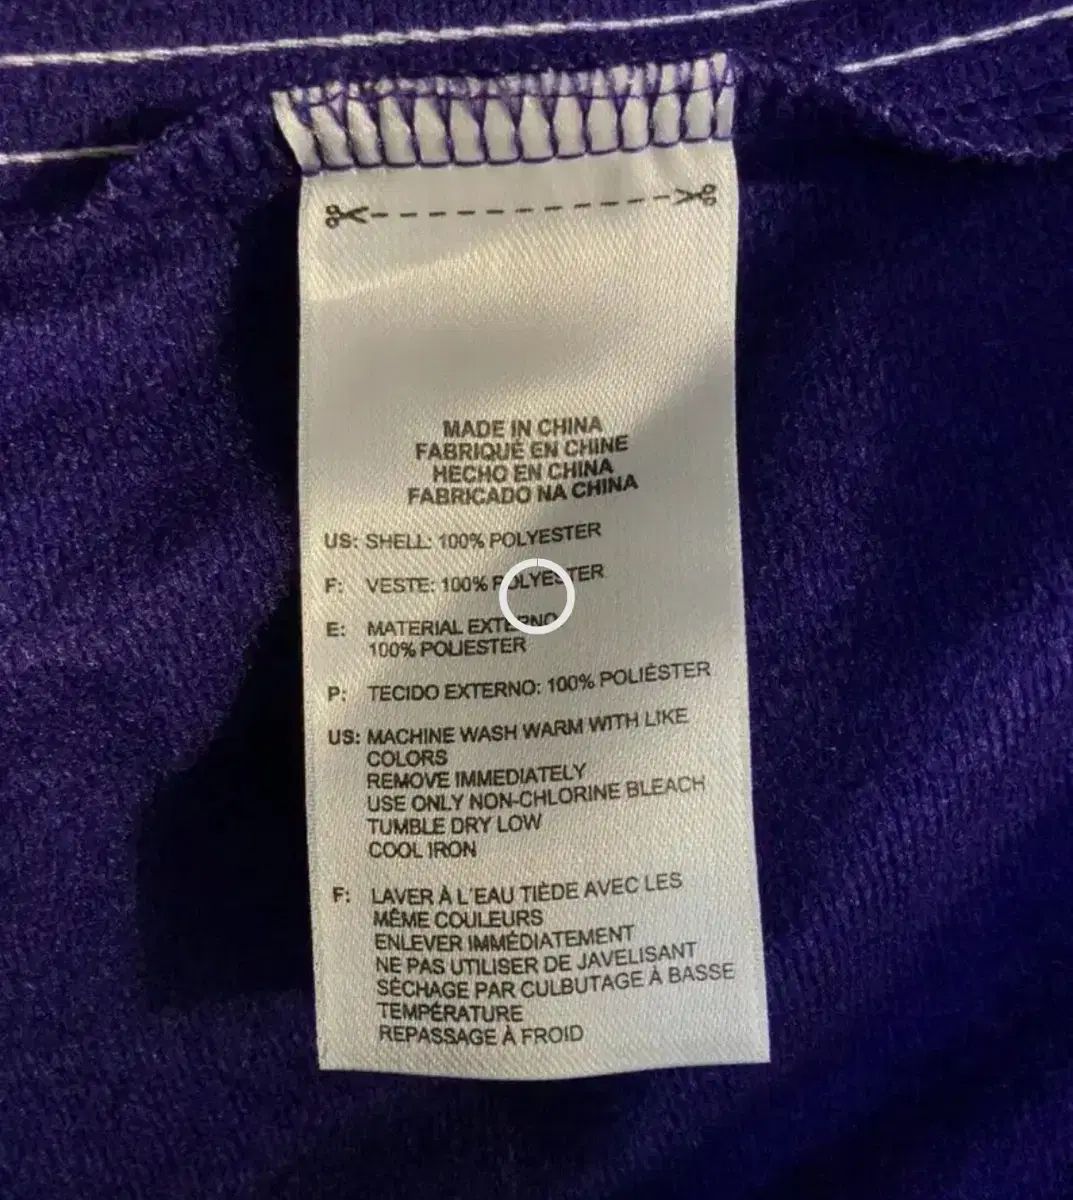 MADE IN CHINA
FABRIQUÉ EN CHINE
HECHO EN CHINA
FABRICADO NA CHINA
US: SHELL: 100% POLYESTER
F: VESTE: 100% POLYESTER
E: MATERIAL EXTERNO
100% POLIESTER
P: TECIDO EXTERNO: 100% POLIÉSTER
US: MACHINE WASH WARM WITH LIKE
COLORS
REMOVE IMMEDIATELY
USE ONLY NON-CHLORINE BLEACH
TUMBLE DRY LOW
COOL IRON
F: LAVER À L'EAU TIÈDE AVEC LES
MÊME COULEURS
ENLEVER IMMÉDIATEMENT
NE PAS UTILISER DE JAVELISANT
SÉCHAGE PAR CULBUTAGE À BASSE
TEMPÉRATURE
REPASSAGE À FROID